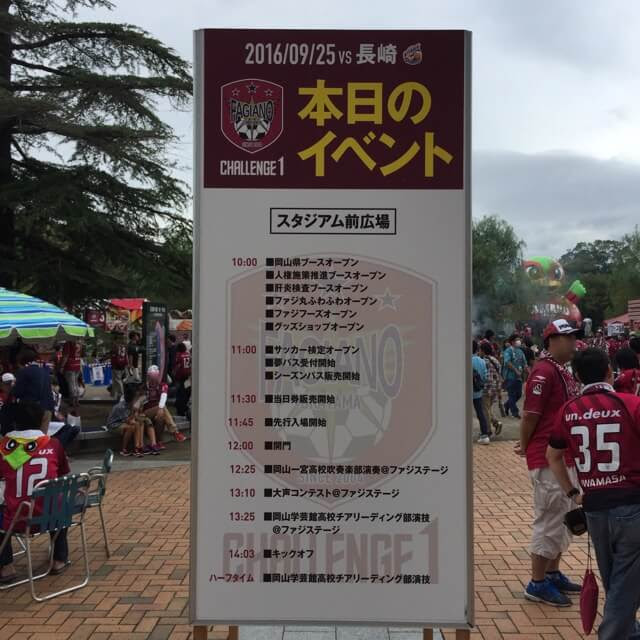 2016/09/25 VS 長崎
FAGIANO
CHALLENGE1
本日の
イベント
スタジアム前広場
10:00 ■岡山県ブースオープン
■人権施策推進ブースオープン
■肝炎検査ブースオープン
■ファジ丸ふわふわオープン
■ファジフーズオープン
■グッズショップオープン
11:00 ■サッカー検定オープン
■夢パス受付開始
■シーズンパス販売開始
11:30 ■当日券販売開始
11:45 ■先行入場開始
12:00 ■開門
12:25 ■岡山一宮高校吹奏楽部演奏@ファジステージ
13:10 ■大声コンテスト@ファジステージ
13:25 ■岡山学芸館高校チアリーディング部演技
@ファジステージ
14:03 ■キックオフ
ハーフタイム ■岡山学芸館高校チアリーディング部演技
FAGIANO
OKAYAMA
SINCE 2004
CHALLENGE 1
12
un.deux
35
IWAMASA